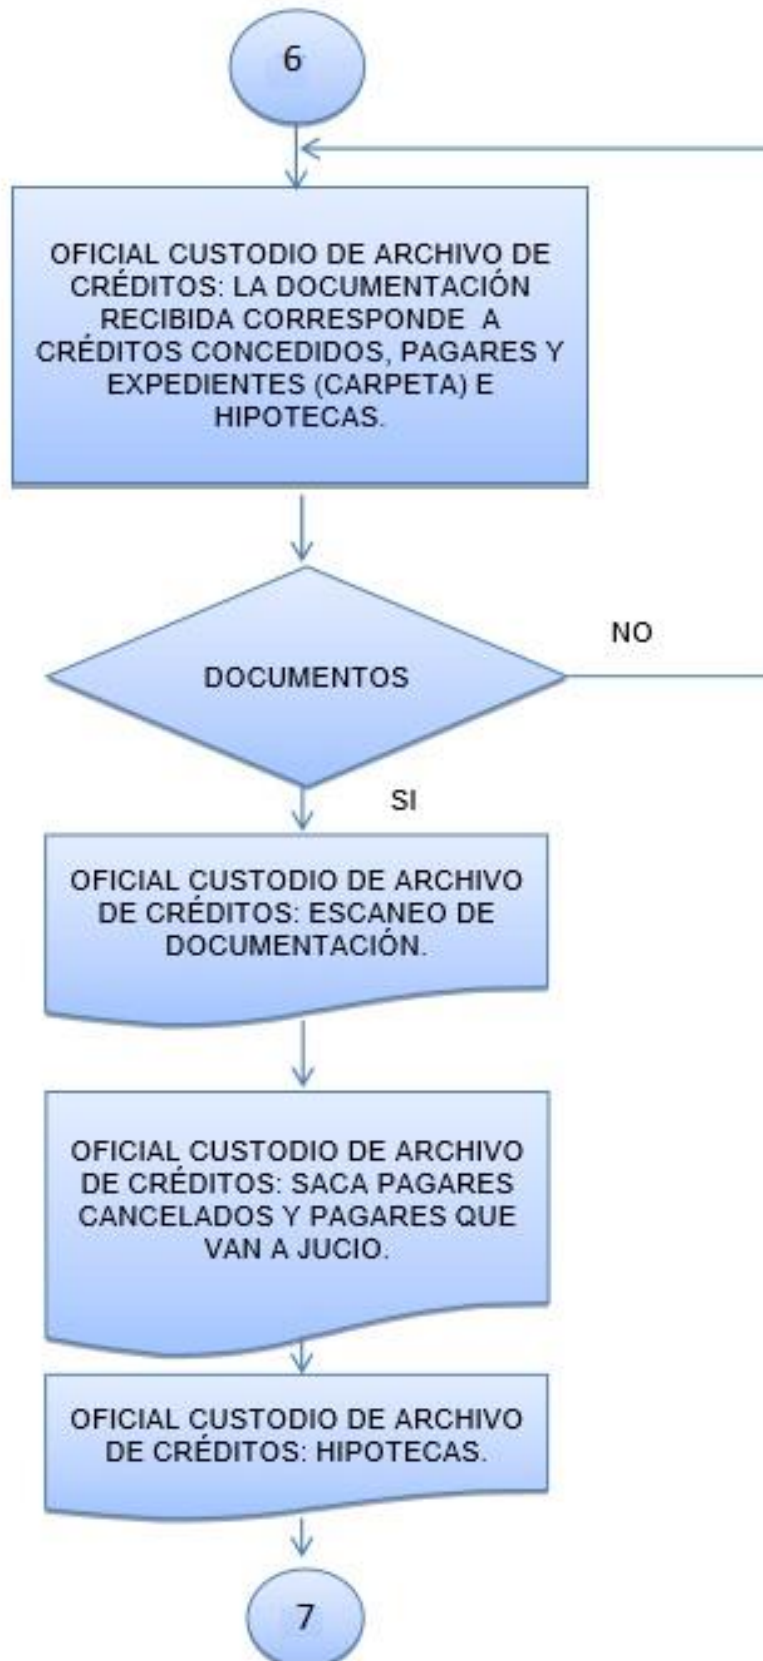 6
OFICIAL CUSTODIO DE ARCHIVO DE
CRÉDITOS: LA DOCUMENTACIÓN
RECIBIDA CORRESPONDE A
CRÉDITOS CONCEDIDOS, PAGARES Y
EXPEDIENTES (CARPETA) E
HIPOTECAS.
NO
DOCUMENTOS
SI
OFICIAL CUSTODIO DE ARCHIVO
DE CRÉDITOS: ESCANEO DE
DOCUMENTACIÓN.
OFICIAL CUSTODIO DE ARCHIVO
DE CRÉDITOS: SACA PAGARES
CANCELADOS Y PAGARES QUE
VAN A JUCIO.
OFICIAL CUSTODIO DE ARCHIVO
DE CRÉDITOS: HIPOTECAS.
7